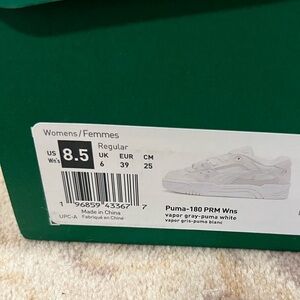 Womens/Femmes
Regular
US UK EUR CM
Wns 8.5 6 39 25
1 96859 43367 7
UPC-A Made in China
Fabriqué en China
Puma-180 PRM Wns
vapor gray-puma white
vapor gris-puma blanc